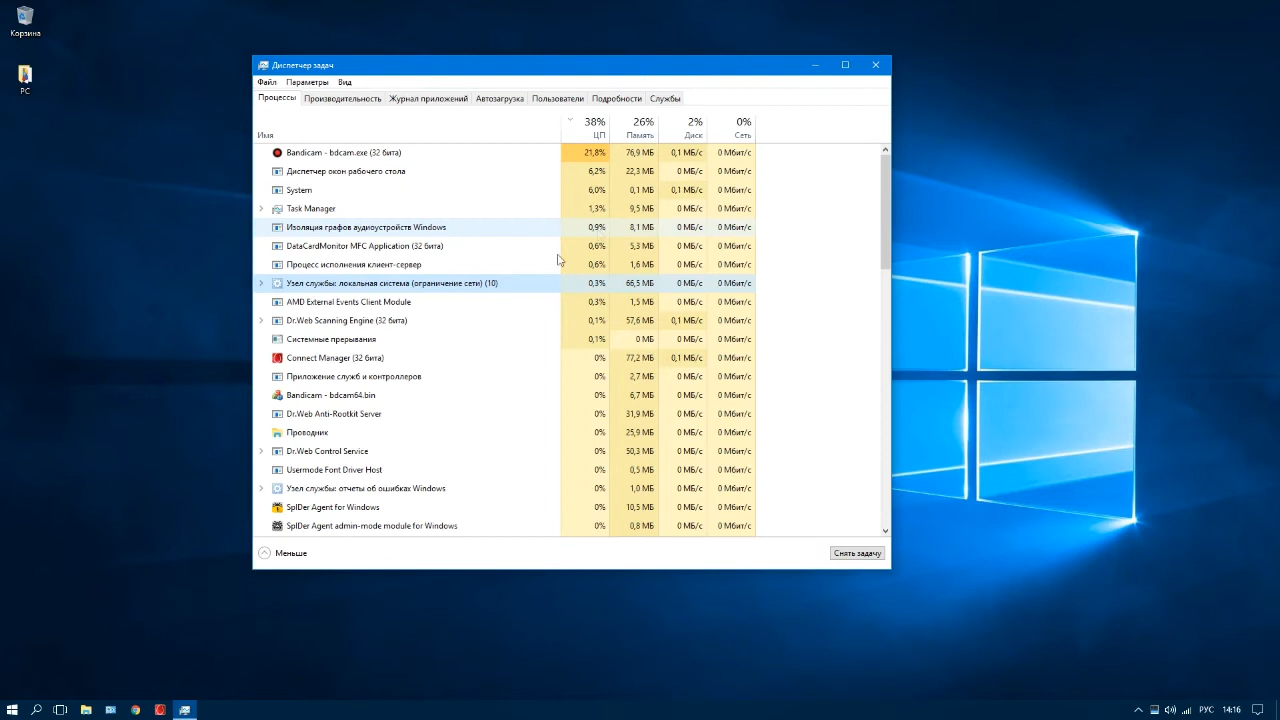 Корзина
PC
Диспетчер задач
Файл Параметры Вид
Процессы Производительность Журнал приложений Автозагрузка Пользователи Подробности Службы
38% 26% 2% 0%
Имя ЦП Память Диск Сеть
Bandicam - bdcam.exe (32 бита) 21,8% 76,9 МБ 0,1 МБ/с 0 Мбит/с
Диспетчер окон рабочего стола 6,2% 22,3 МБ 0 МБ/с 0 Мбит/с
System 6,0% 0,1 МБ 0,1 МБ/с 0 Мбит/с
Task Manager 1,3% 9,5 МБ 0 МБ/с 0 Мбит/с
Изоляция графов аудиоустройств Windows 0,9% 8,1 МБ 0 МБ/с 0 Мбит/с
DataCardMonitor MFC Application (32 бита) 0,6% 5,3 МБ 0 МБ/с 0 Мбит/с
Процесс исполнения клиент-сервер 0,6% 1,6 МБ 0 МБ/с 0 Мбит/с
Узел службы: локальная система (ограничение сети) (10) 0,3% 66,5 МБ 0 МБ/с 0 Мбит/с
AMD External Events Client Module 0,3% 1,5 МБ 0 МБ/с 0 Мбит/с
Dr.Web Scanning Engine (32 бита) 0,1% 57,6 МБ 0,1 МБ/с 0 Мбит/с
Системные прерывания 0,1% 0 МБ 0 МБ/с 0 Мбит/с
Connect Manager (32 бита) 0% 77,2 МБ 0,1 МБ/с 0 Мбит/с
Приложение служб и контроллеров 0% 2,7 МБ 0 МБ/с 0 Мбит/с
Bandicam - bdcam64.bin 0% 6,7 МБ 0 МБ/с 0 Мбит/с
Dr.Web Anti-Rootkit Server 0% 31,9 МБ 0 МБ/с 0 Мбит/с
Проводник 0% 25,9 МБ 0 МБ/с 0 Мбит/с
Dr.Web Control Service 0% 50,3 МБ 0 МБ/с 0 Мбит/с
Usermode Font Driver Host 0% 0,5 МБ 0 МБ/с 0 Мбит/с
Узел службы: отчеты об ошибках Windows 0% 1,0 МБ 0 МБ/с 0 Мбит/с
SpIDer Agent for Windows 0% 10,5 МБ 0 МБ/с 0 Мбит/с
SpIDer Agent admin-mode module for Windows 0% 0,8 МБ 0 МБ/с 0 Мбит/с
Меньше Снять задачу
РУС 14:16